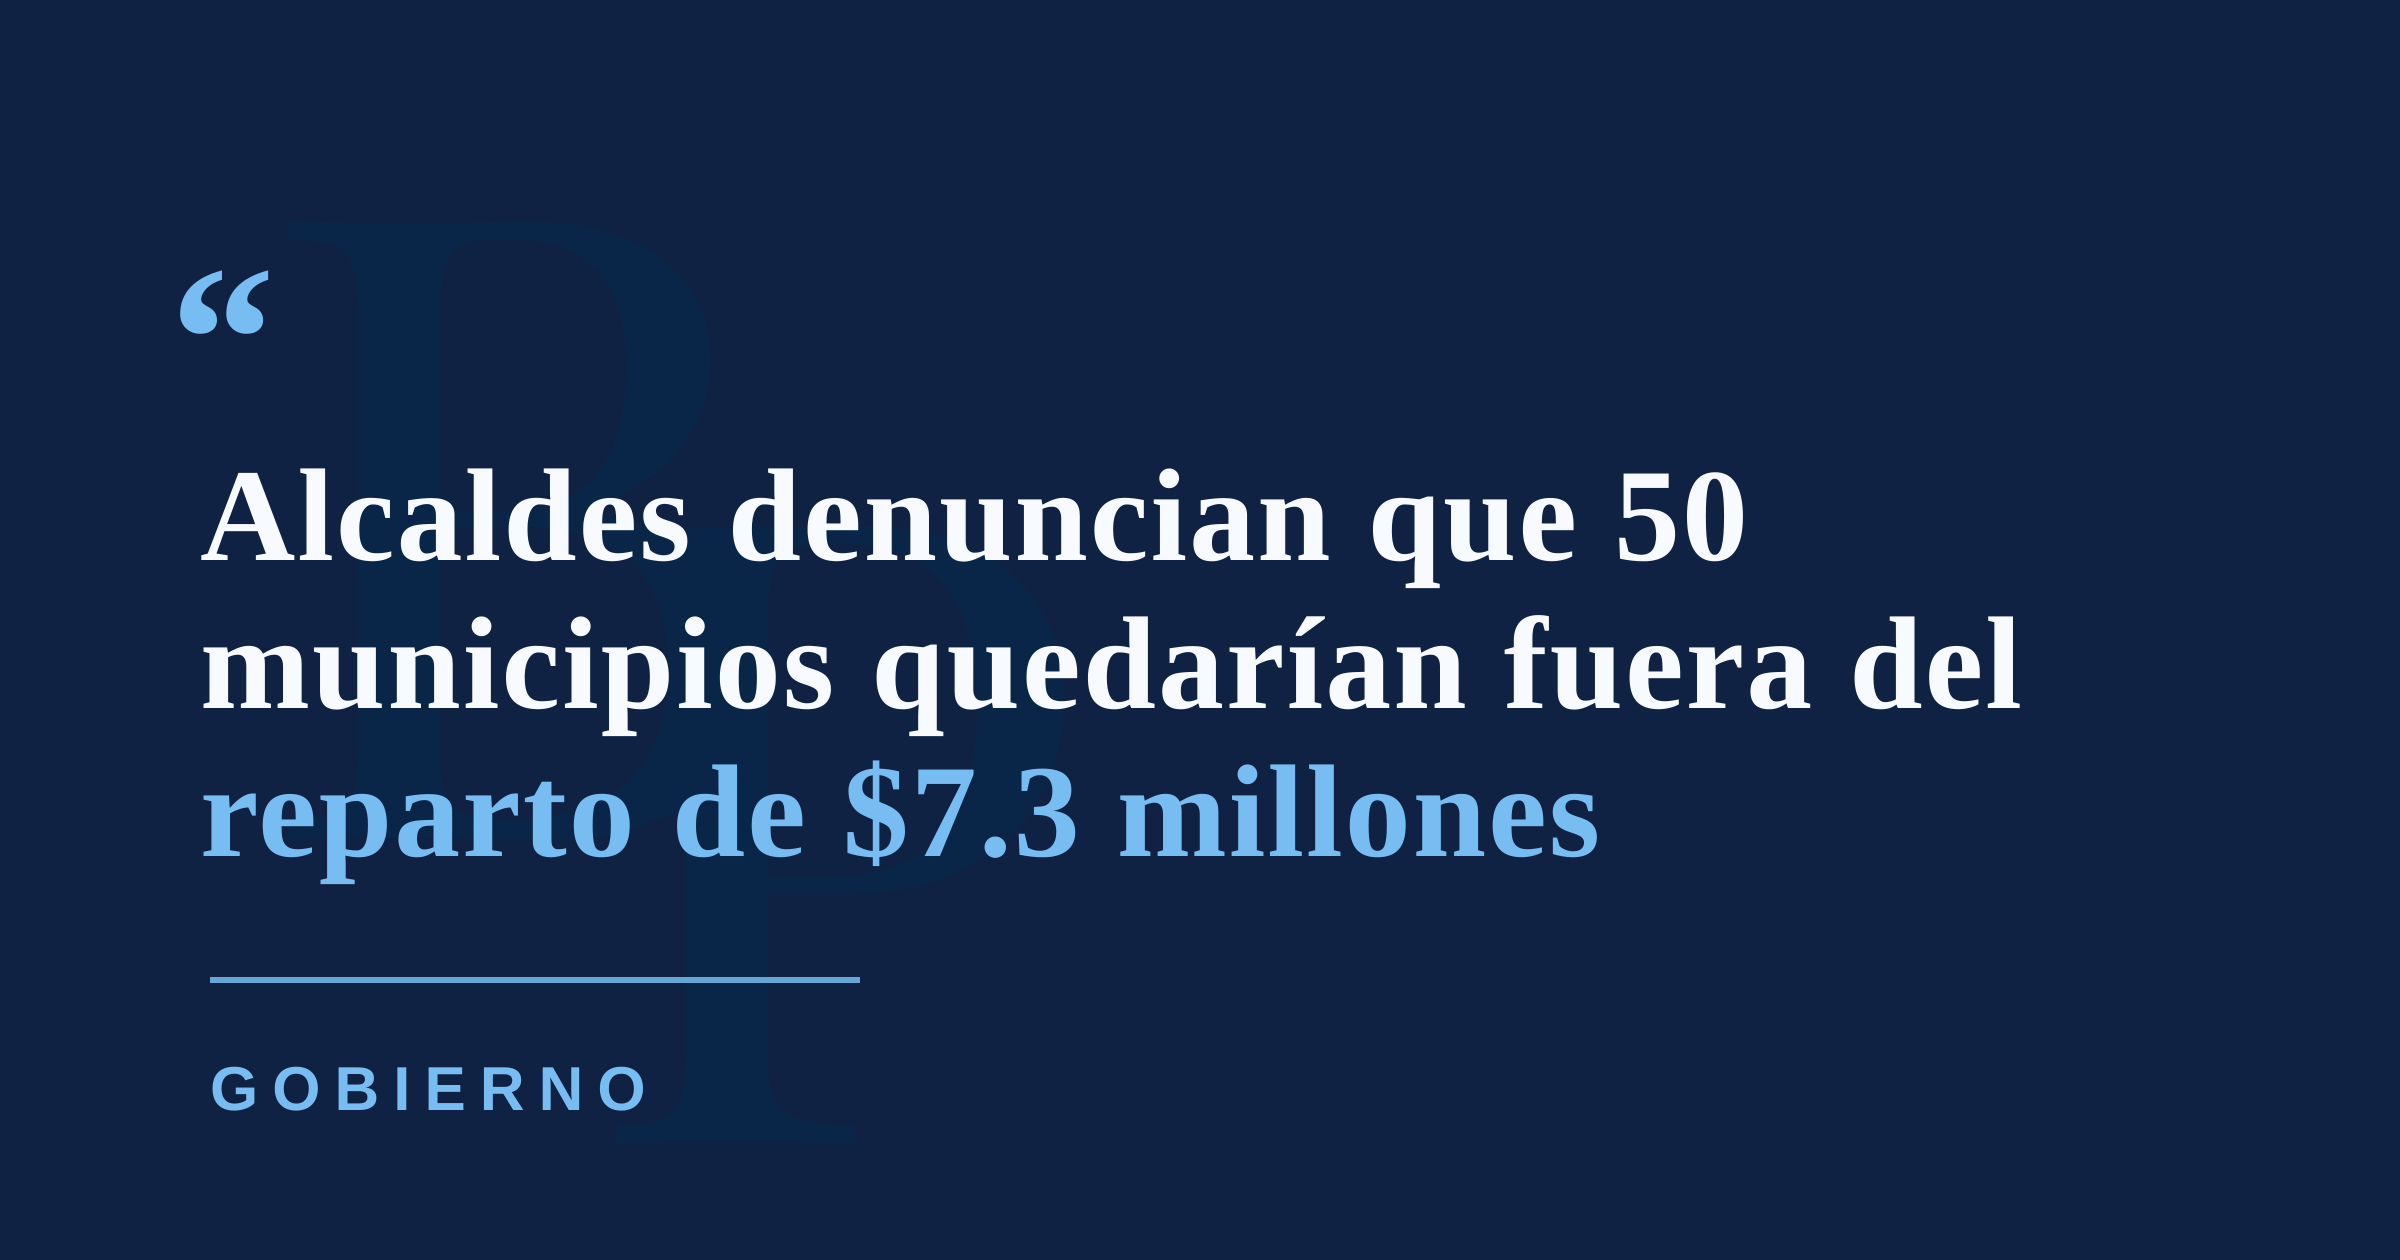 “
Alcaldes denuncian que 50
municipios quedarían fuera del
reparto de $7.3 millones
GOBIERNO